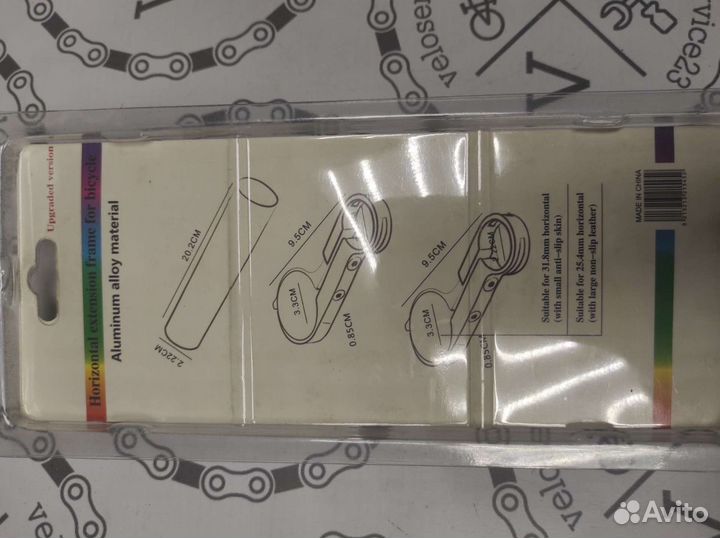 Upgraded version
Horizontal extension frame for bicycle
Aluminum alloy material
20.2CM
2.22CM
9.5CM
3.3CM
0.85CM
9.5CM
3.3CM
0.85CM
Suitable for 31.8mm horizontal
(with small anti-slip skin)
Suitable for 25.4mm horizontal
(with large non-slip leather)
MADE IN CHINA
veloservice23
V
Avito